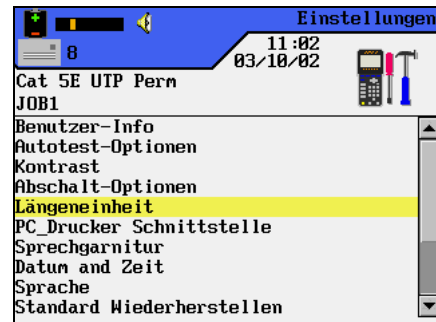 Einstellungen
8
11:02
03/10/02
Cat 5E UTP Perm
JOB1
Benutzer-Info
Autotest-Optionen
Kontrast
Abschalt-Optionen
Längeneinheit
PC_Drucker Schnittstelle
Sprechgarnitur
Datum and Zeit
Sprache
Standard Wiederherstellen